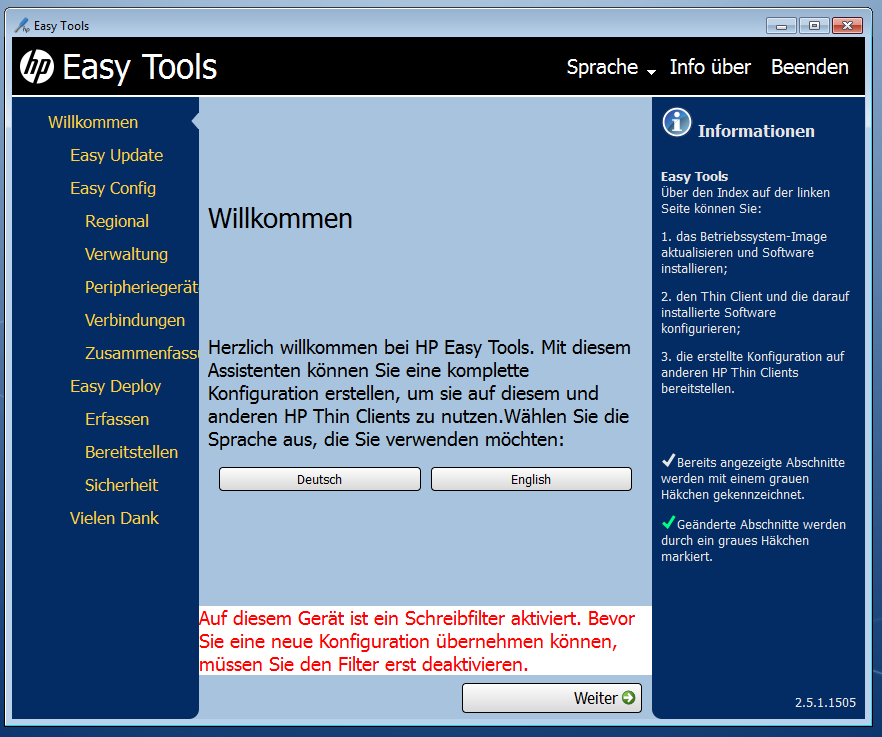 Easy Tools
hp Easy Tools
Sprache Info über Beenden
Willkommen
Easy Update
Easy Config
Regional
Verwaltung
Peripheriegerät
Verbindungen
Zusammenfassu
Easy Deploy
Erfassen
Bereitstellen
Sicherheit
Vielen Dank
Willkommen
Herzlich willkommen bei HP Easy Tools. Mit diesem
Assistenten können Sie eine komplette
Konfiguration erstellen, um sie auf diesem und
anderen HP Thin Clients zu nutzen.Wählen Sie die
Sprache aus, die Sie verwenden möchten:
Deutsch English
Auf diesem Gerät ist ein Schreibfilter aktiviert. Bevor
Sie eine neue Konfiguration übernehmen können,
müssen Sie den Filter erst deaktivieren.
Weiter
Informationen
Easy Tools
Über den Index auf der linken
Seite können Sie:
1. das Betriebssystem-Image
aktualisieren und Software
installieren;
2. den Thin Client und die darauf
installierte Software
konfigurieren;
3. die erstellte Konfiguration auf
anderen HP Thin Clients
bereitstellen.
Bereits angezeigte Abschnitte
werden mit einem grauen
Häkchen gekennzeichnet.
Geänderte Abschnitte werden
durch ein graues Häkchen
markiert.
2.5.1.1505